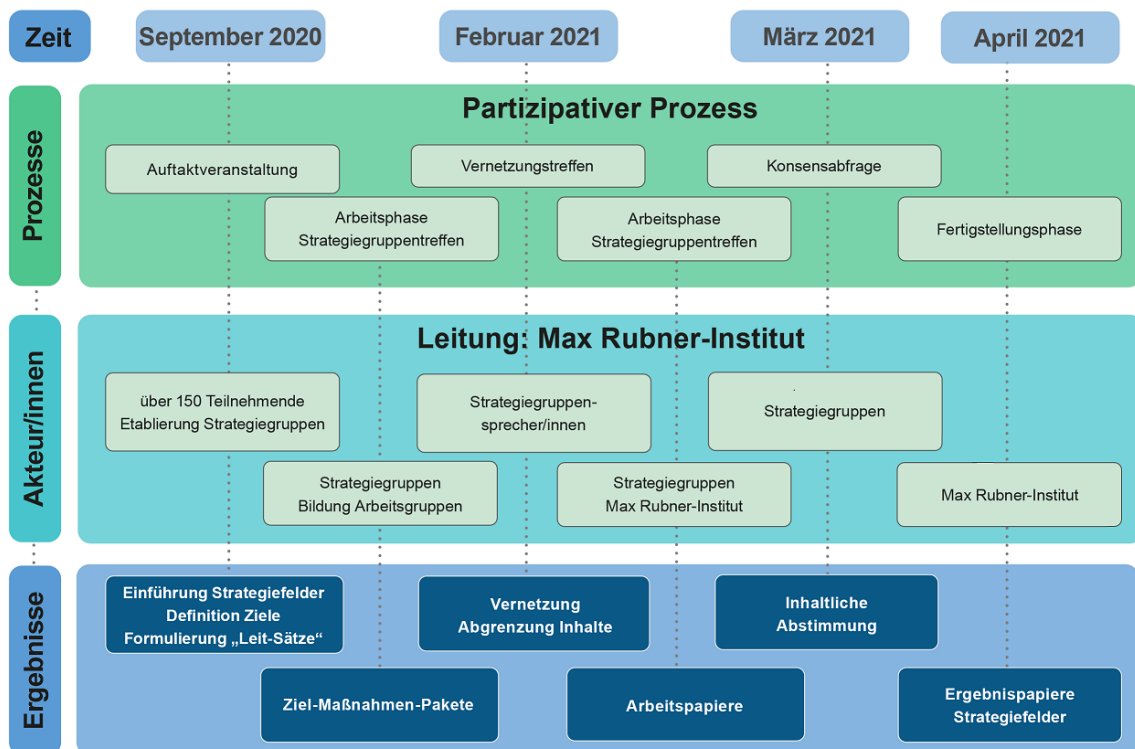 Zeit
September 2020
Februar 2021
März 2021
April 2021
Prozesse
Partizipativer Prozess
Auftaktveranstaltung
Vernetzungstreffen
Konsensabfrage
Arbeitsphase
Strategiegruppentreffen
Arbeitsphase
Strategiegruppentreffen
Fertigstellungsphase
Akteur/innen
Leitung: Max Rubner-Institut
über 150 Teilnehmende
Etablierung Strategiegruppen
Strategiegruppen-
sprecher/innen
Strategiegruppen
Strategiegruppen
Bildung Arbeitsgruppen
Strategiegruppen
Max Rubner-Institut
Max Rubner-Institut
Ergebnisse
Einführung Strategiefelder
Definition Ziele
Formulierung „Leit-Sätze“
Vernetzung
Abgrenzung Inhalte
Inhaltliche
Abstimmung
Ziel-Maßnahmen-Pakete
Arbeitspapiere
Ergebnispapiere
Strategiefelder